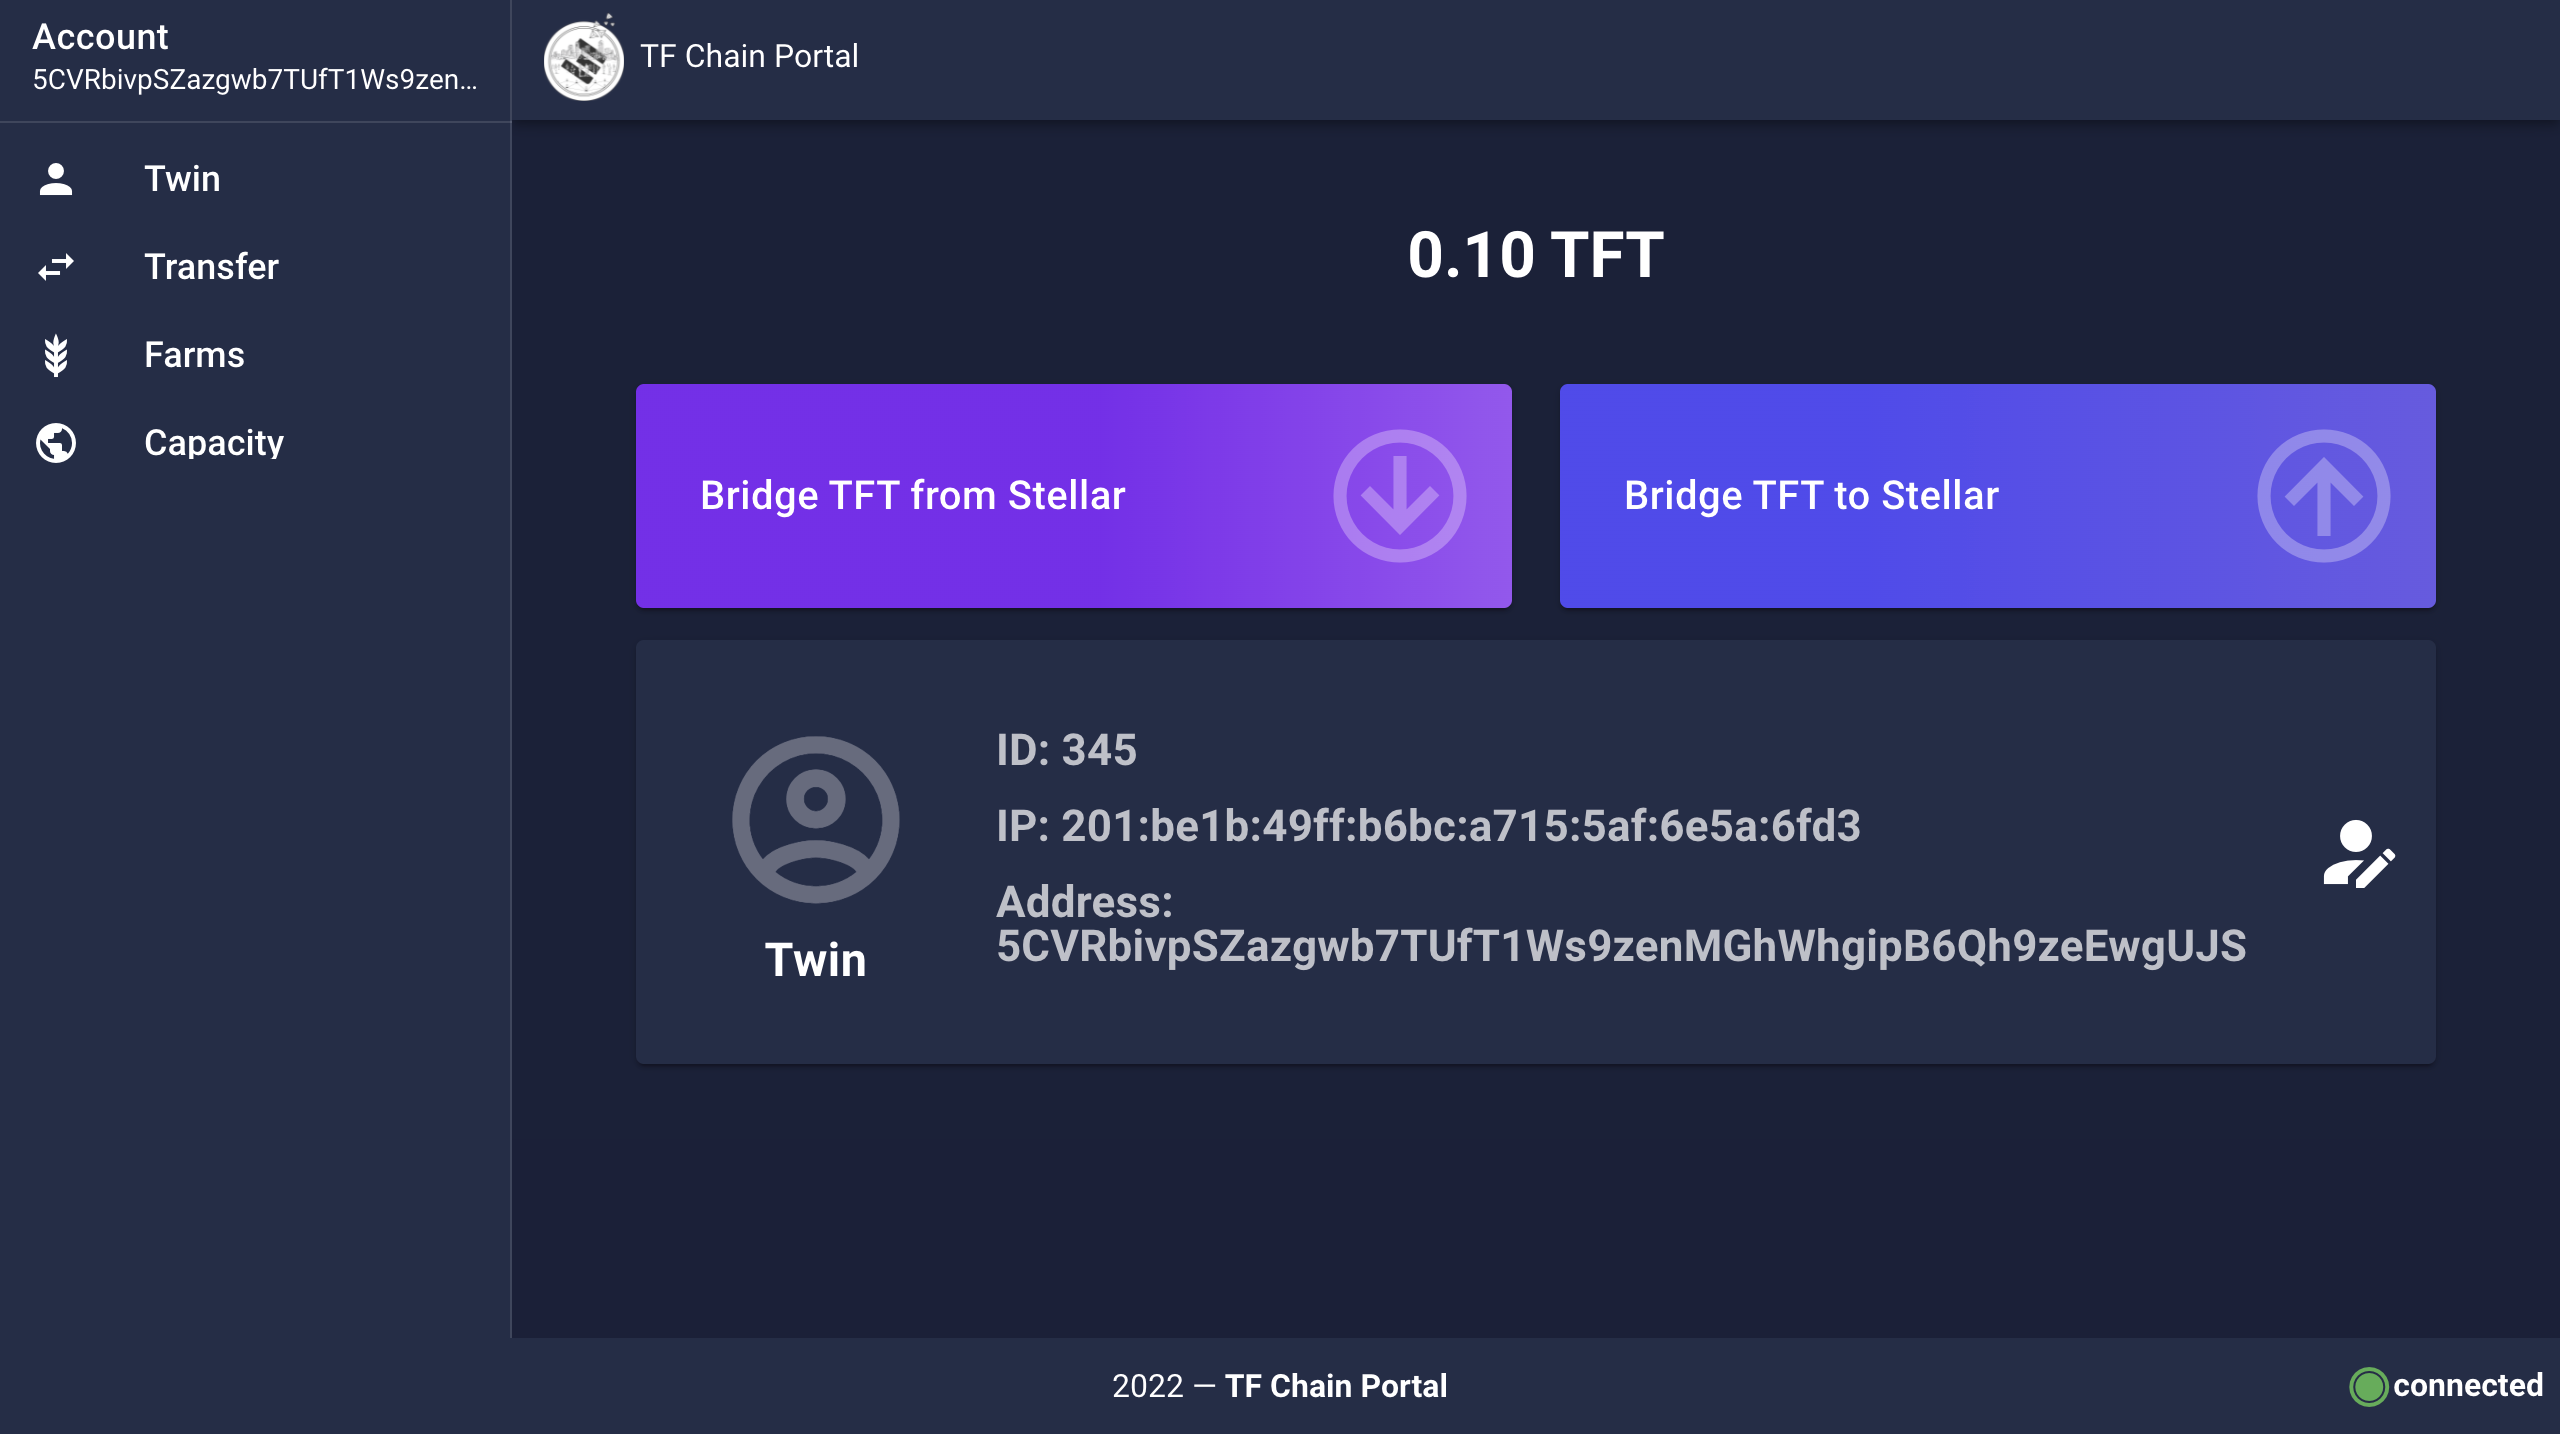 Account
5CVRbivpSZazgwb7TUfT1Ws9zen...
TF Chain Portal
Twin
Transfer
Farms
Capacity
0.10 TFT
Bridge TFT from Stellar
Bridge TFT to Stellar
ID: 345
IP: 201:be1b:49ff:b6bc:a715:5af:6e5a:6fd3
Address:
5CVRbivpSZazgwb7TUfT1Ws9zenMGhWhgipB6Qh9zeEwgUJS
Twin
2022 — TF Chain Portal
connected